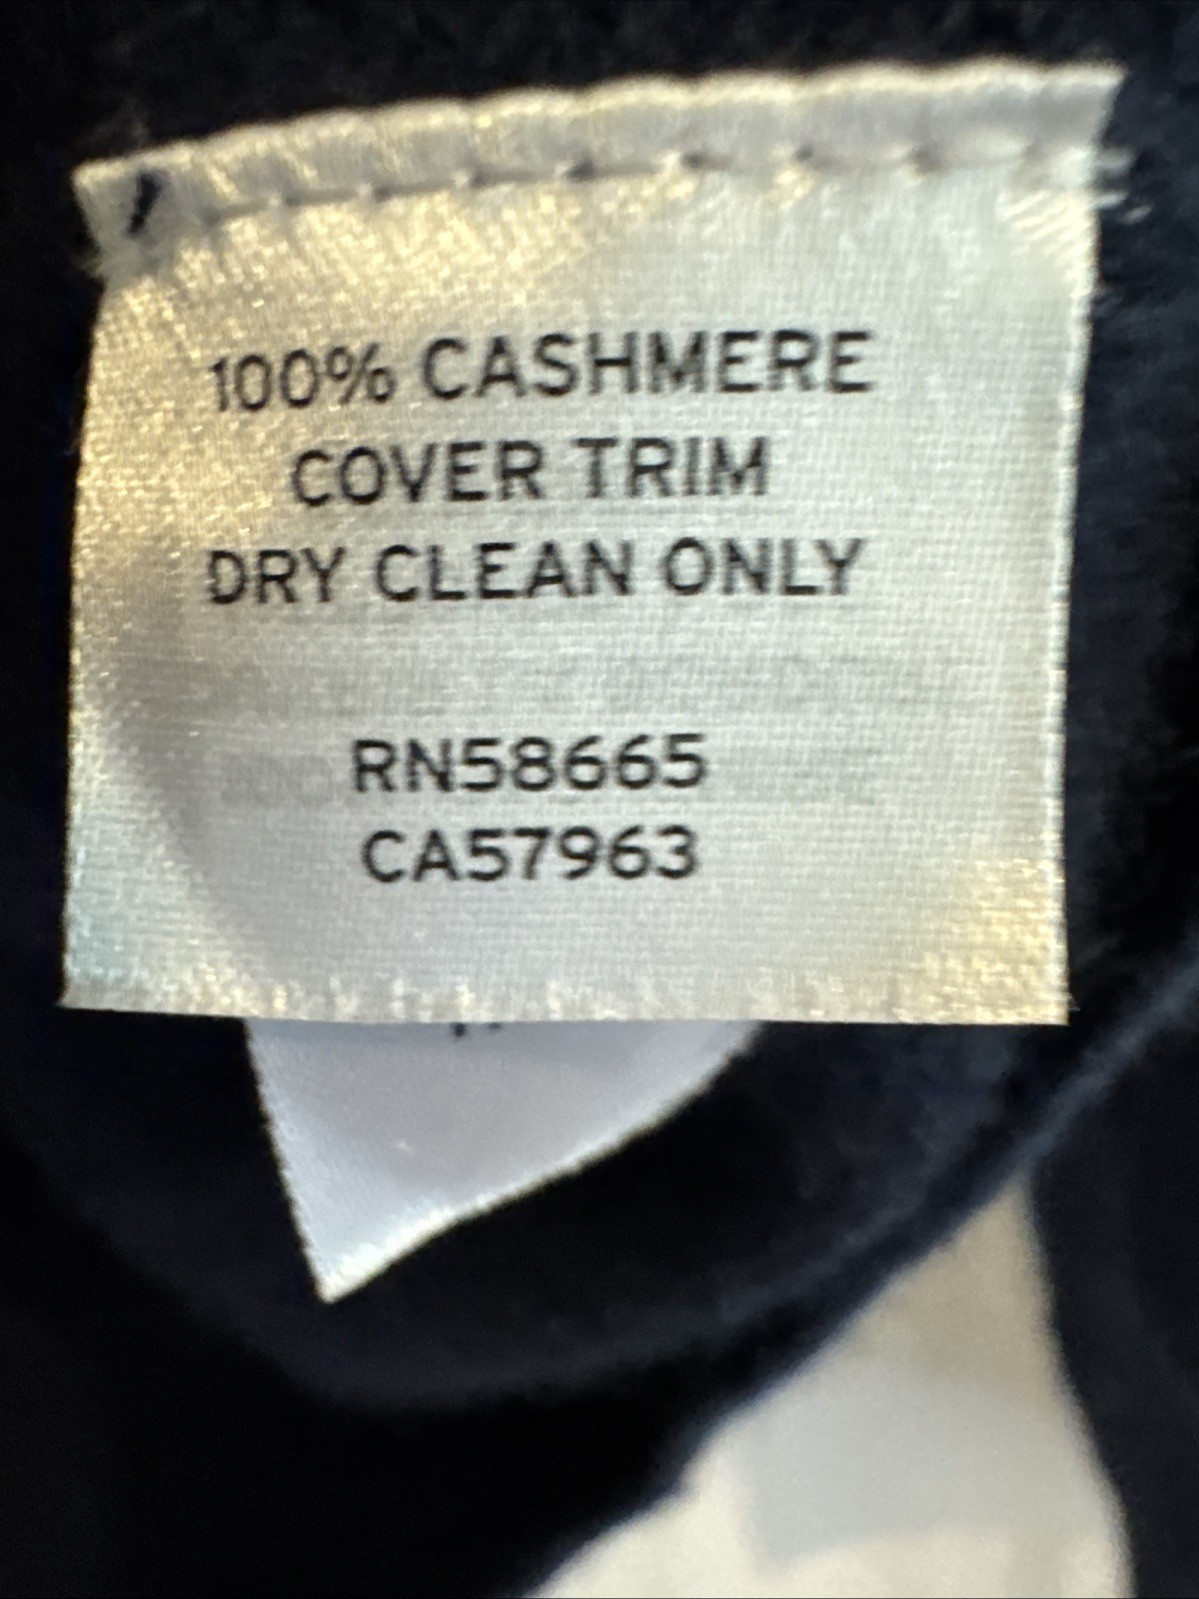 100% CASHMERE
COVER TRIM
DRY CLEAN ONLY
RN58665
CA57963